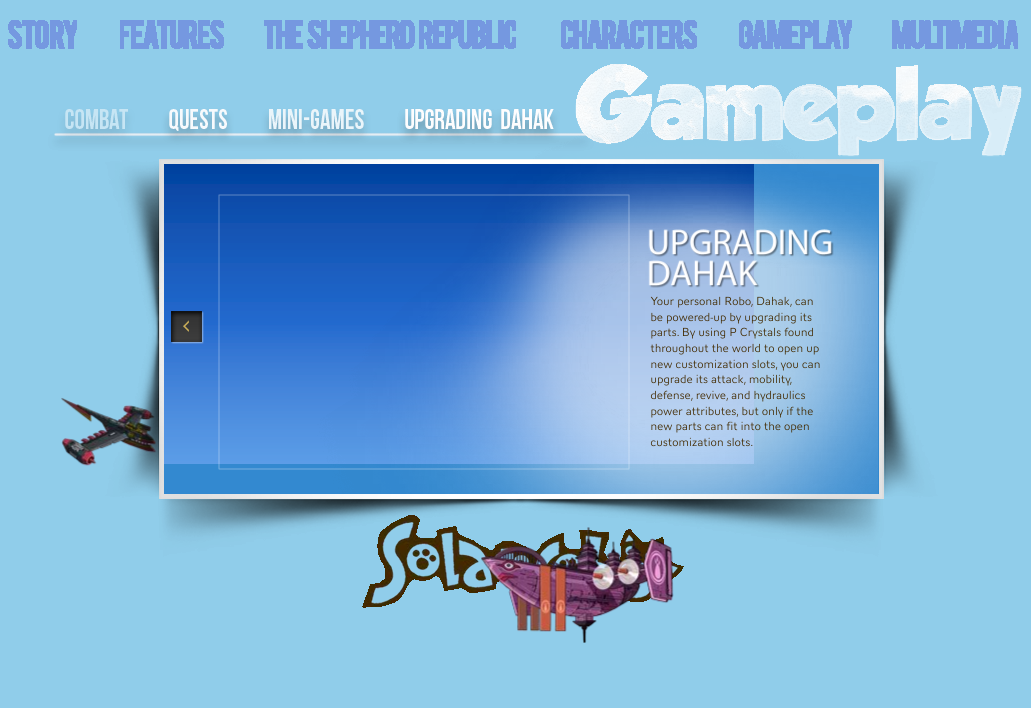 STORY FEATURES THE SHEPHERD REPUBLIC CHARACTERS GAMEPLAY MULTIMEDIA
Gameplay
COMBAT QUESTS MINI-GAMES UPGRADING DAHAK
UPGRADING
DAHAK
Your personal Robo, Dahak, can
be powered-up by upgrading its
parts. By using P Crystals found
throughout the world to open up
new customization slots, you can
upgrade its attack, mobility,
defense, revive, and hydraulics
power attributes, but only if the
new parts can fit into the open
customization slots.